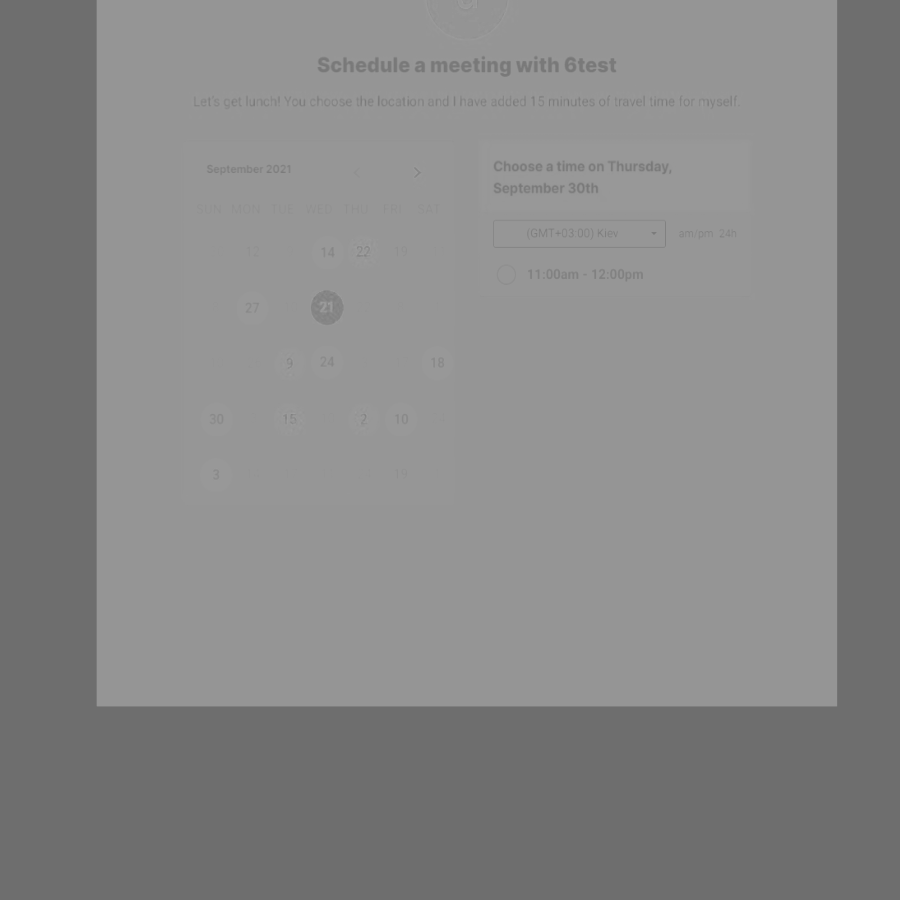 Schedule a meeting with 6test
Let's get lunch! You choose the location and I have added 15 minutes of travel time for myself.
September 2021
SUN MON TUE WED THU FRI SAT
14 22 19
27 21
9 24 18
30 15 2 10
3
Choose a time on Thursday,
September 30th
(GMT+03:00) Kiev
am/pm 24h
11:00am - 12:00pm